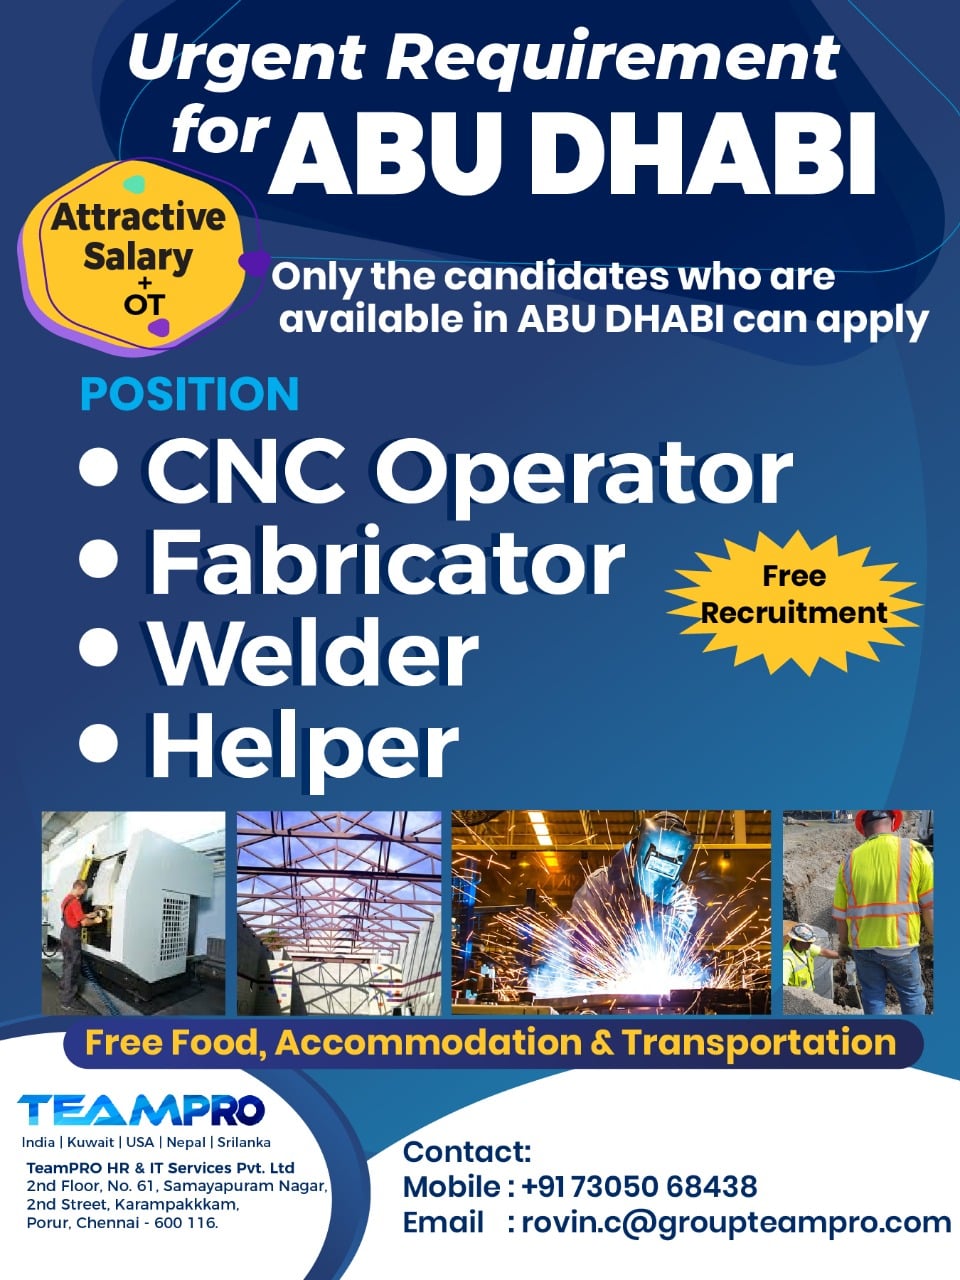 Urgent Requirement
for ABU DHABI
Attractive
Salary
+
OT
Only the candidates who are
available in ABU DHABI can apply
POSITION
• CNC Operator
• Fabricator
• Welder
• Helper
Free
Recruitment
Free Food, Accommodation & Transportation
TEAMPRO
India | Kuwait | USA | Nepal | Srilanka
TeamPRO HR & IT Services Pvt. Ltd
2nd Floor, No. 61, Samayapuram Nagar,
2nd Street, Karampakkkam,
Porur, Chennai - 600 116.
Contact:
Mobile : +91 73050 68438
Email : rovin.c@groupteampro.com